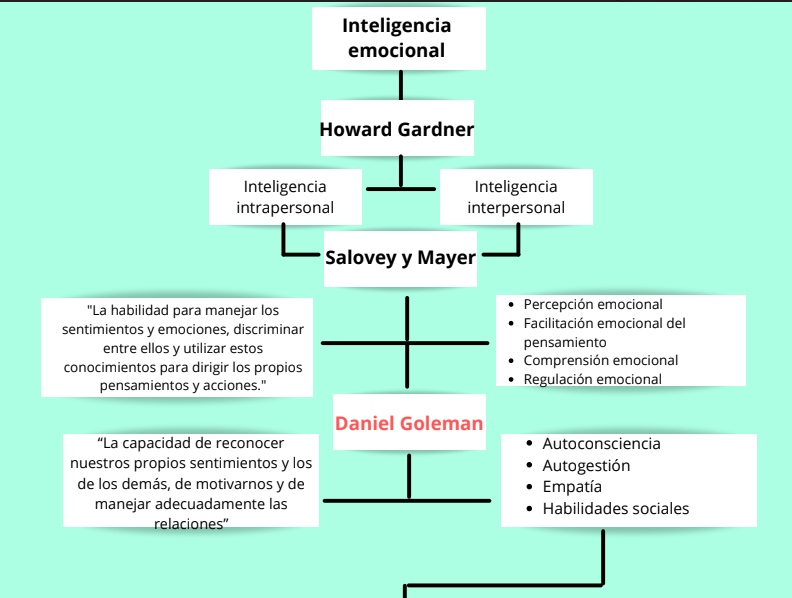 Inteligencia
emocional
Howard Gardner
Inteligencia
intrapersonal
Inteligencia
interpersonal
Salovey y Mayer
"La habilidad para manejar los
sentimientos y emociones, discriminar
entre ellos y utilizar estos
conocimientos para dirigir los propios
pensamientos y acciones."
• Percepción emocional
• Facilitación emocional del
pensamiento
• Comprensión emocional
• Regulación emocional
Daniel Goleman
“La capacidad de reconocer
nuestros propios sentimientos y los
de los demás, de motivarnos y de
manejar adecuadamente las
relaciones”
• Autoconsciencia
• Autogestión
• Empatía
• Habilidades sociales